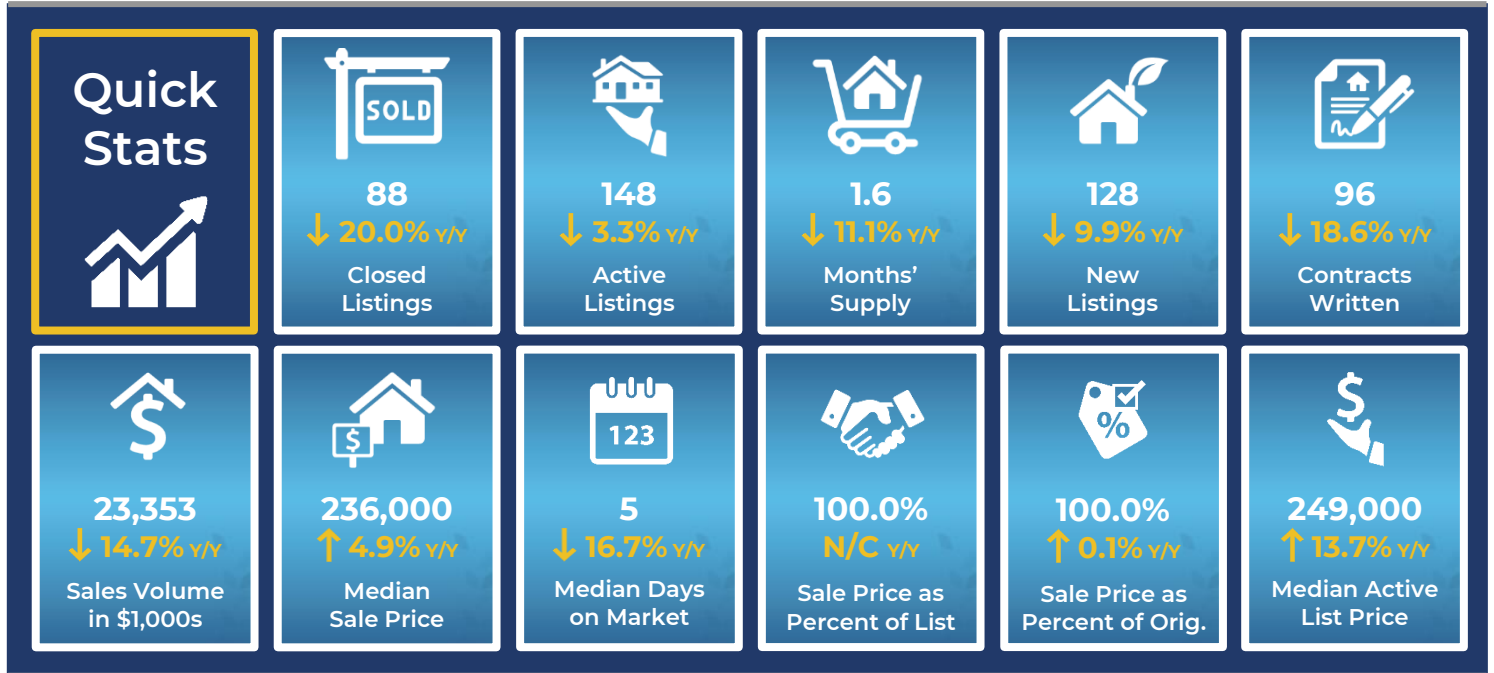 Quick
Stats
SOLD
88
↓ 20.0% Y/Y
Closed
Listings
148
↓ 3.3% Y/Y
Active
Listings
1.6
↓ 11.1% Y/Y
Months’
Supply
128
↓ 9.9% Y/Y
New
Listings
96
↓ 18.6% Y/Y
Contracts
Written
$
23,353
↓ 14.7% Y/Y
Sales Volume
in $1,000s
$
236,000
↑ 4.9% Y/Y
Median
Sale Price
123
5
↓ 16.7% Y/Y
Median Days
on Market
100.0%
N/C Y/Y
Sale Price as
Percent of List
%
100.0%
↑ 0.1% Y/Y
Sale Price as
Percent of Orig.
$
249,000
↑ 13.7% Y/Y
Median Active
List Price